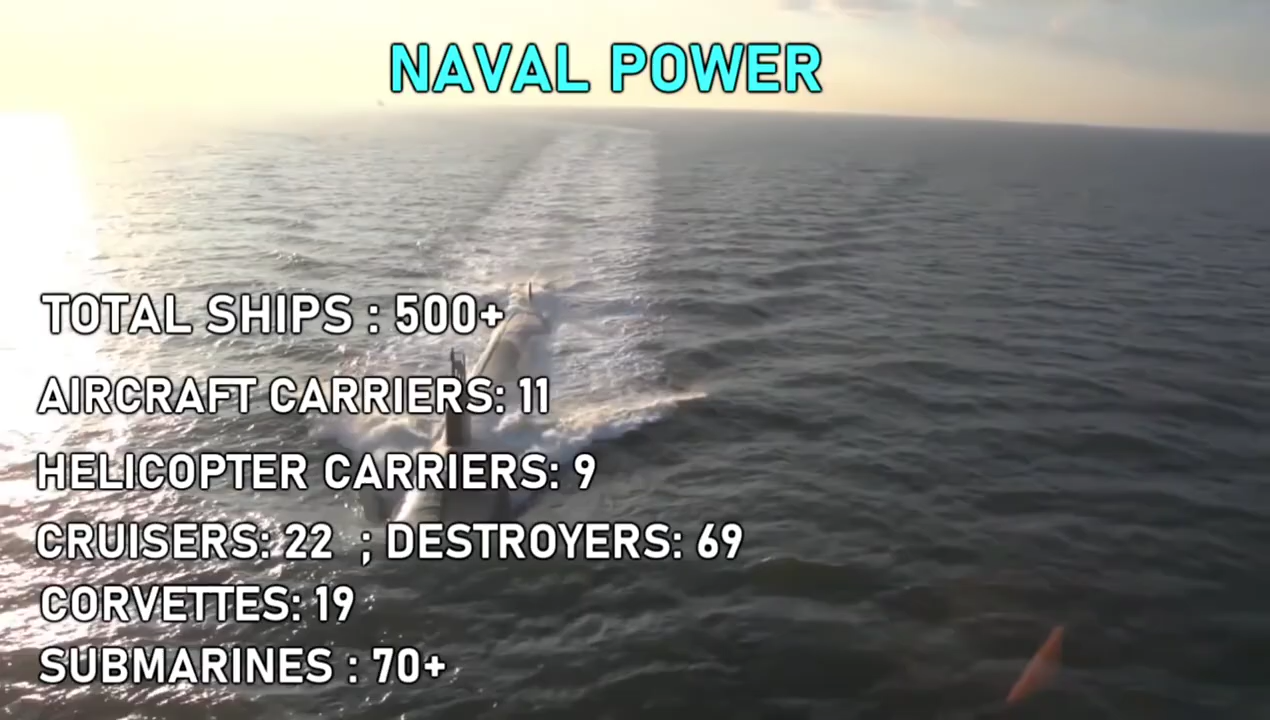 NAVAL POWER
TOTAL SHIPS : 500+
AIRCRAFT CARRIERS: 11
HELICOPTER CARRIERS: 9
CRUISERS: 22 ; DESTROYERS: 69
CORVETTES: 19
SUBMARINES : 70+